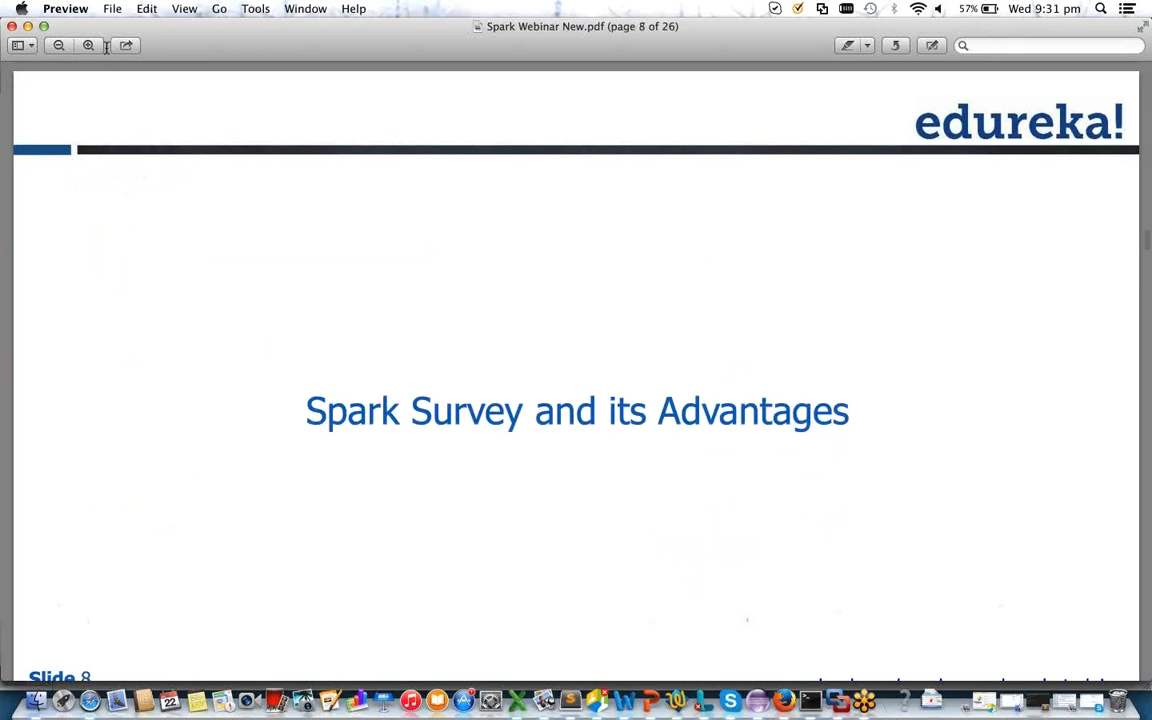 Preview File Edit View Go Tools Window Help 57% Wed 9:31 pm
Spark Webinar New.pdf (page 8 of 26)
edureka!
Spark Survey and its Advantages
Slide 8
22